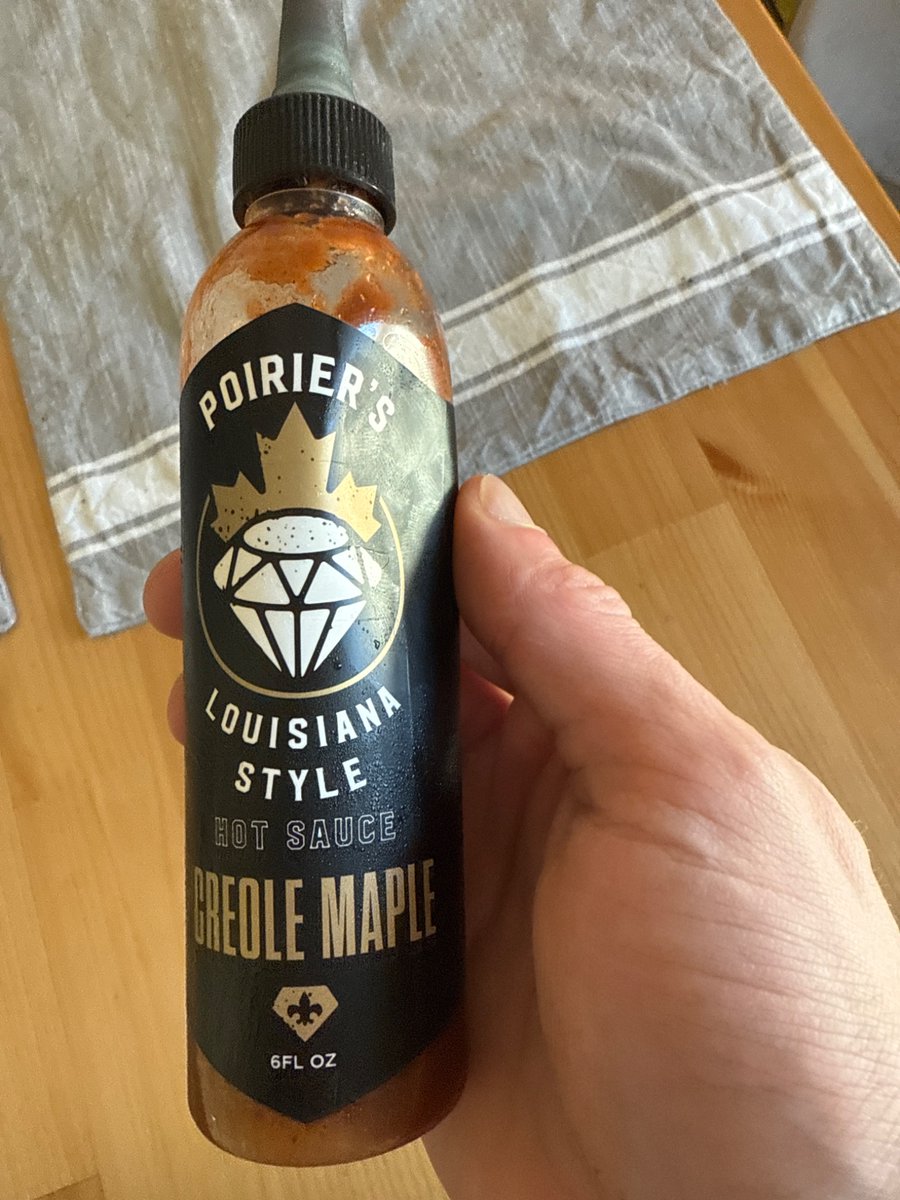 POIRIER'S
LOUISIANA
STYLE
HOT SAUCE
CREOLE MAPLE
6FL OZ